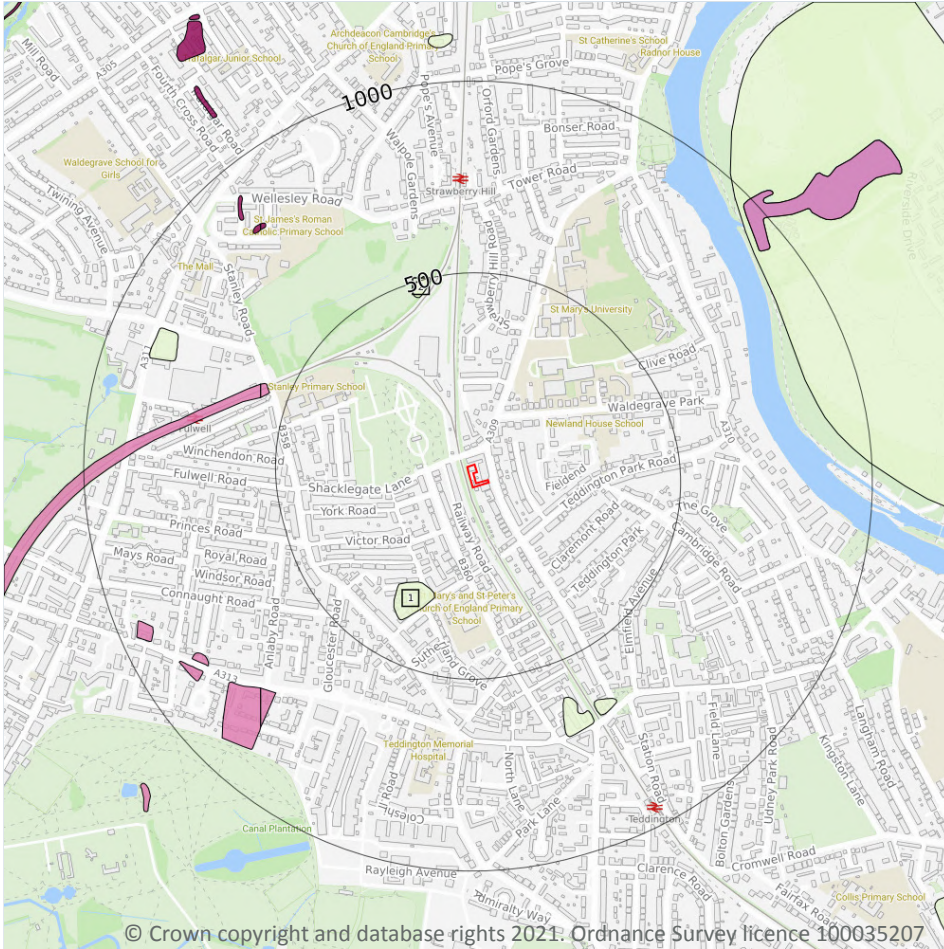 Mill Road
A305
Fourth Cross Road
Trafalgar Junior School
Archdeacon Cambridge's
Church of England Primary
School
St Catherine's School
Radnor House
Pope's Grove
Pope's Avenue
Orford Gardens
1000
Bonser Road
Waldegrave School for
Girls
Walpole Gardens
Twining Avenue
Strawberry Hill
Tower Road
Wellesley Road
St James's Roman
Catholic Primary School
The Mall
Stanley Road
500
2
Strawberry Hill Road
St Mary's University
Clive Road
A311
Stanley Primary School
Waldegrave Park
Fulwell
B358
A309
Newland House School
A310
Winchendon Road
Fulwell Road
Shacklegate Lane
Fieldend
Teddington Park Road
York Road
Princes Road
Victor Road
Railway Road
Claremont Road
The Grove
Mays Road
Royal Road
Windsor Road
Connaught Road
B360
Teddington Park
Cambridge Road
Elmfield Avenue
1
Mary's and St Peter's
Church of England Primary
School
Anlaby Road
Gloucester Road
Sutherland Grove
A313
Teddington Memorial
Hospital
North Lane
Park Lane
Station Road
Field Lane
Udney Park Road
Kingston Lane
Langham Road
Teddington
Bolton Gardens
Canal Plantation
Rayleigh Avenue
Cromwell Road
Clarence Road
Admiralty Way
Fairfax Road
Collis Primary School
© Crown copyright and database rights 2021. Ordnance Survey licence 100035207